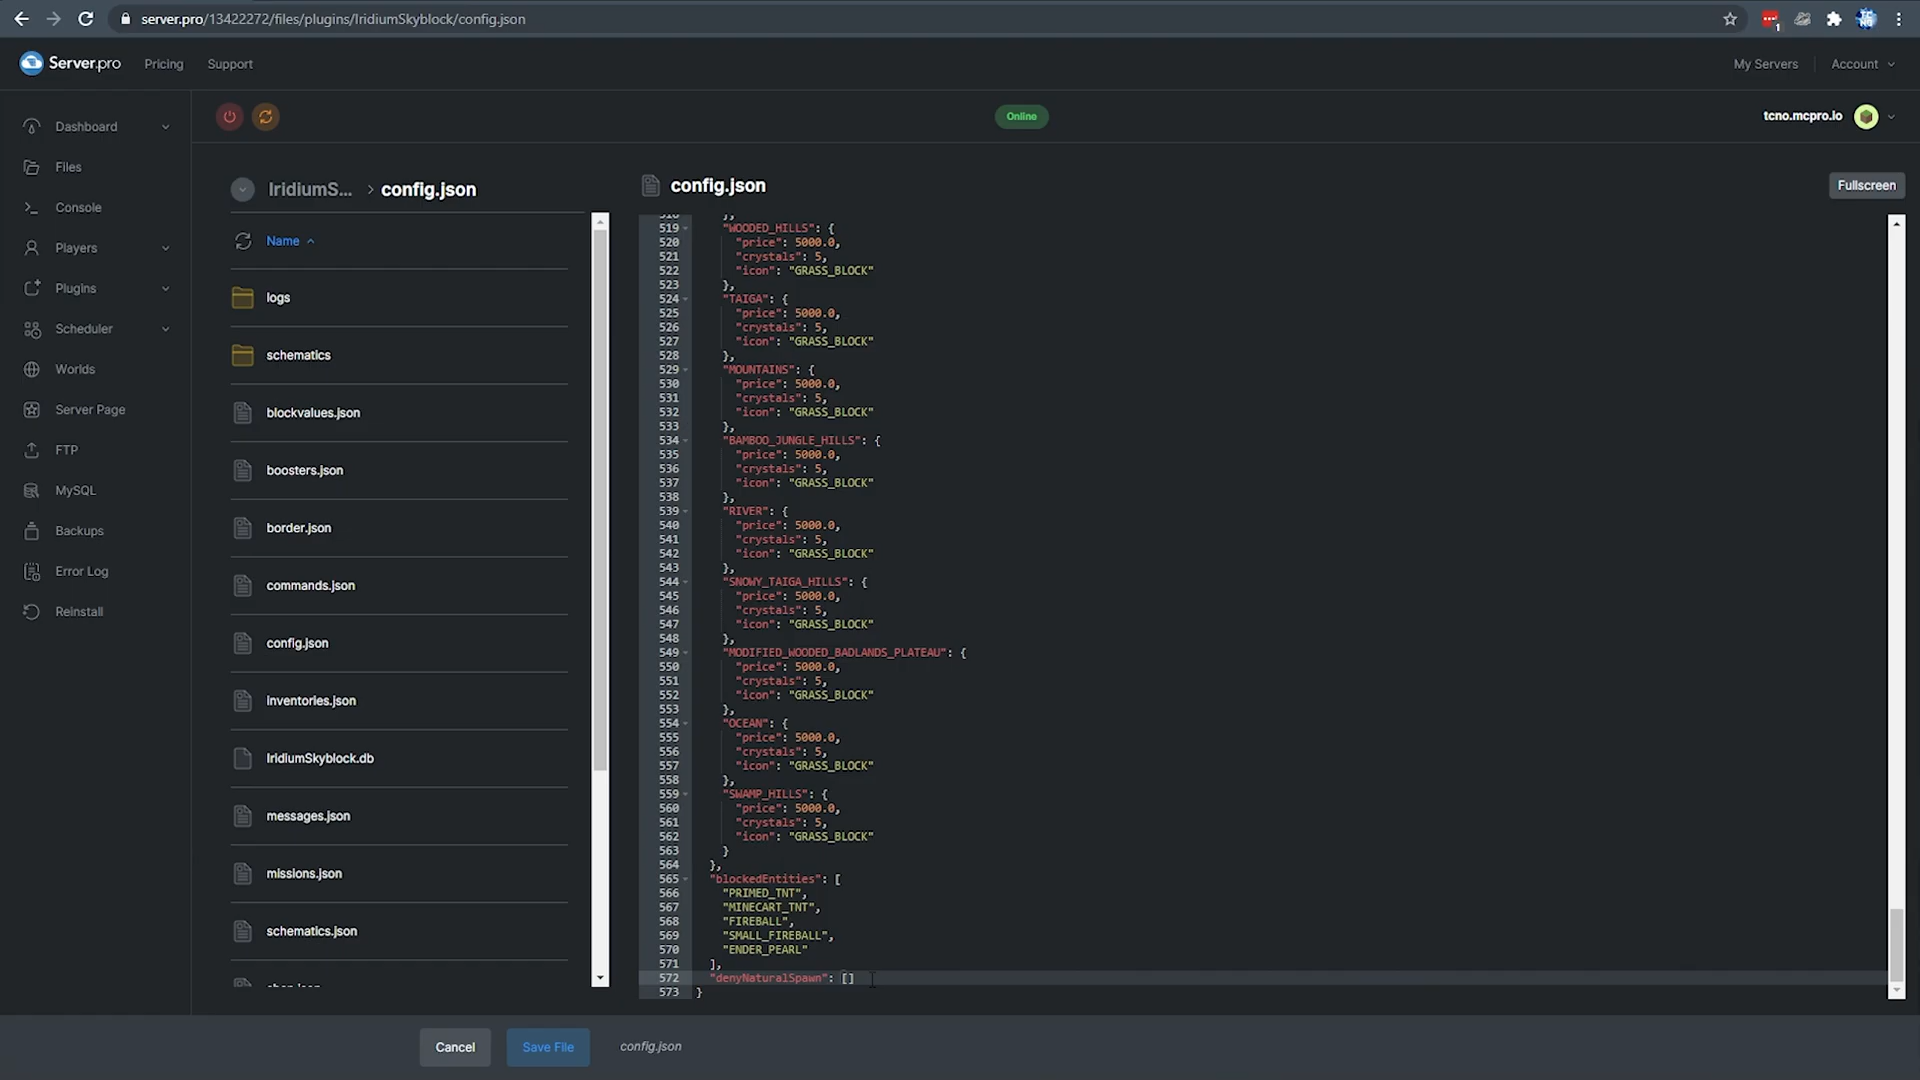 server.pro/13422272/files/plugins/IridiumSkyblock/config.json
1
Server.pro
Pricing
Support
My Servers
Account
Online
tcno.mcpro.io
Dashboard
Files
Console
Players
Plugins
Scheduler
Worlds
Server Page
FTP
MySQL
Backups
Error Log
Reinstall
IridiumS... > config.json
Name
logs
schematics
blockvalues.json
boosters.json
border.json
commands.json
config.json
inventories.json
IridiumSkyblock.db
messages.json
missions.json
schematics.json
config.json
Fullscreen
518 },
519 "WOODED_HILLS": {
520 "price": 5000.0,
521 "crystals": 5,
522 "icon": "GRASS_BLOCK"
523 },
524 "TAIGA": {
525 "price": 5000.0,
526 "crystals": 5,
527 "icon": "GRASS_BLOCK"
528 },
529 "MOUNTAINS": {
530 "price": 5000.0,
531 "crystals": 5,
532 "icon": "GRASS_BLOCK"
533 },
534 "BAMBOO_JUNGLE_HILLS": {
535 "price": 5000.0,
536 "crystals": 5,
537 "icon": "GRASS_BLOCK"
538 },
539 "RIVER": {
540 "price": 5000.0,
541 "crystals": 5,
542 "icon": "GRASS_BLOCK"
543 },
544 "SNOWY_TAIGA_HILLS": {
545 "price": 5000.0,
546 "crystals": 5,
547 "icon": "GRASS_BLOCK"
548 },
549 "MODIFIED_WOODED_BADLANDS_PLATEAU": {
550 "price": 5000.0,
551 "crystals": 5,
552 "icon": "GRASS_BLOCK"
553 },
554 "OCEAN": {
555 "price": 5000.0,
556 "crystals": 5,
557 "icon": "GRASS_BLOCK"
558 },
559 "SWAMP_HILLS": {
560 "price": 5000.0,
561 "crystals": 5,
562 "icon": "GRASS_BLOCK"
563 }
564 },
565 "blockedEntities": [
566 "PRIMED_TNT",
567 "MINECART_TNT",
568 "FIREBALL",
569 "SMALL_FIREBALL",
570 "ENDER_PEARL"
571 ],
572 "denyNaturalSpawn": []
573 }
Cancel
Save File
config.json